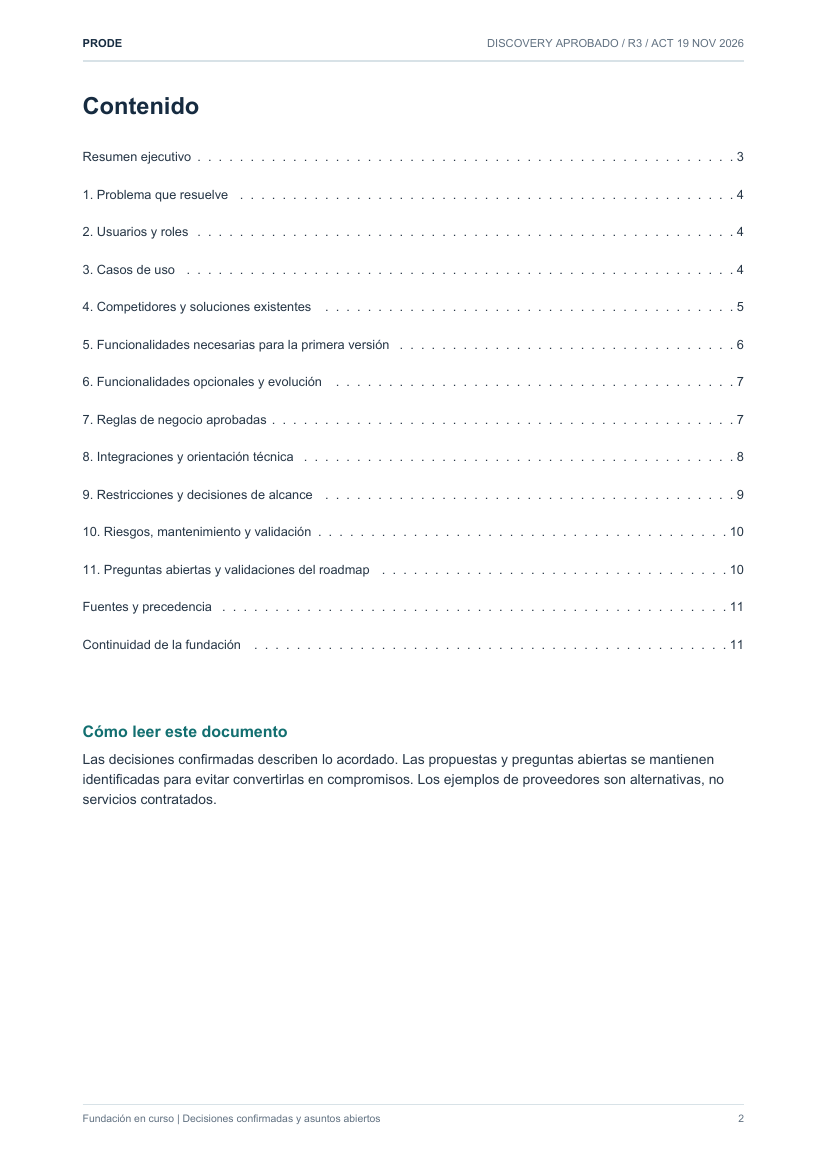 PRODE
DISCOVERY APROBADO / R3 / ACT 19 NOV 2026
Contenido
Resumen ejecutivo . . . . . . . . . . . . . . . . . . . . . . . . . . . . . . . . . . . . . . . . . . . . . . . . . . . 3
1. Problema que resuelve . . . . . . . . . . . . . . . . . . . . . . . . . . . . . . . . . . . . . . . . . . . . . . . 4
2. Usuarios y roles . . . . . . . . . . . . . . . . . . . . . . . . . . . . . . . . . . . . . . . . . . . . . . . . . . . 4
3. Casos de uso . . . . . . . . . . . . . . . . . . . . . . . . . . . . . . . . . . . . . . . . . . . . . . . . . . . . 4
4. Competidores y soluciones existentes . . . . . . . . . . . . . . . . . . . . . . . . . . . . . . . . . . . . . . . 5
5. Funcionalidades necesarias para la primera versión . . . . . . . . . . . . . . . . . . . . . . . . . . . . . . . . 6
6. Funcionalidades opcionales y evolución . . . . . . . . . . . . . . . . . . . . . . . . . . . . . . . . . . . . . . 7
7. Reglas de negocio aprobadas . . . . . . . . . . . . . . . . . . . . . . . . . . . . . . . . . . . . . . . . . . . . 7
8. Integraciones y orientación técnica . . . . . . . . . . . . . . . . . . . . . . . . . . . . . . . . . . . . . . . . . 8
9. Restricciones y decisiones de alcance . . . . . . . . . . . . . . . . . . . . . . . . . . . . . . . . . . . . . . . 9
10. Riesgos, mantenimiento y validación . . . . . . . . . . . . . . . . . . . . . . . . . . . . . . . . . . . . . . . 10
11. Preguntas abiertas y validaciones del roadmap . . . . . . . . . . . . . . . . . . . . . . . . . . . . . . . . . 10
Fuentes y precedencia . . . . . . . . . . . . . . . . . . . . . . . . . . . . . . . . . . . . . . . . . . . . . . . . 11
Continuidad de la fundación . . . . . . . . . . . . . . . . . . . . . . . . . . . . . . . . . . . . . . . . . . . . . 11
Cómo leer este documento
Las decisiones confirmadas describen lo acordado. Las propuestas y preguntas abiertas se mantienen
identificadas para evitar convertirlas en compromisos. Los ejemplos de proveedores son alternativas, no
servicios contratados.
Fundación en curso | Decisiones confirmadas y asuntos abiertos
2